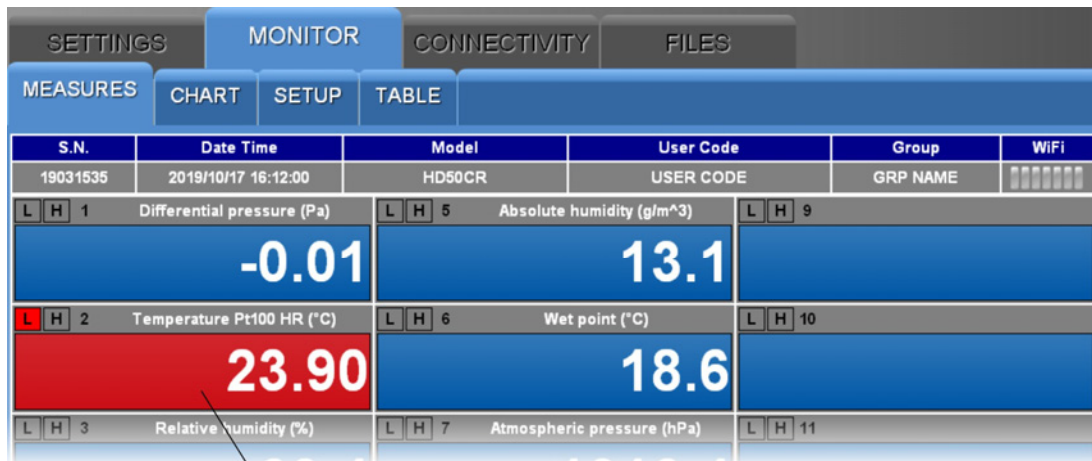 SETTINGS MONITOR CONNECTIVITY FILES
MEASURES CHART SETUP TABLE
S.N. Date Time Model User Code Group WiFi
19031535 2019/10/17 16:12:00 HD50CR USER CODE GRP NAME
L H 1 Differential pressure (Pa) L H 5 Absolute humidity (g/m^3) L H 9
-0.01 13.1
L H 2 Temperature Pt100 HR (°C) L H 6 Wet point (°C) L H 10
23.90 18.6
L H 3 Relative humidity (%) L H 7 Atmospheric pressure (hPa) L H 11